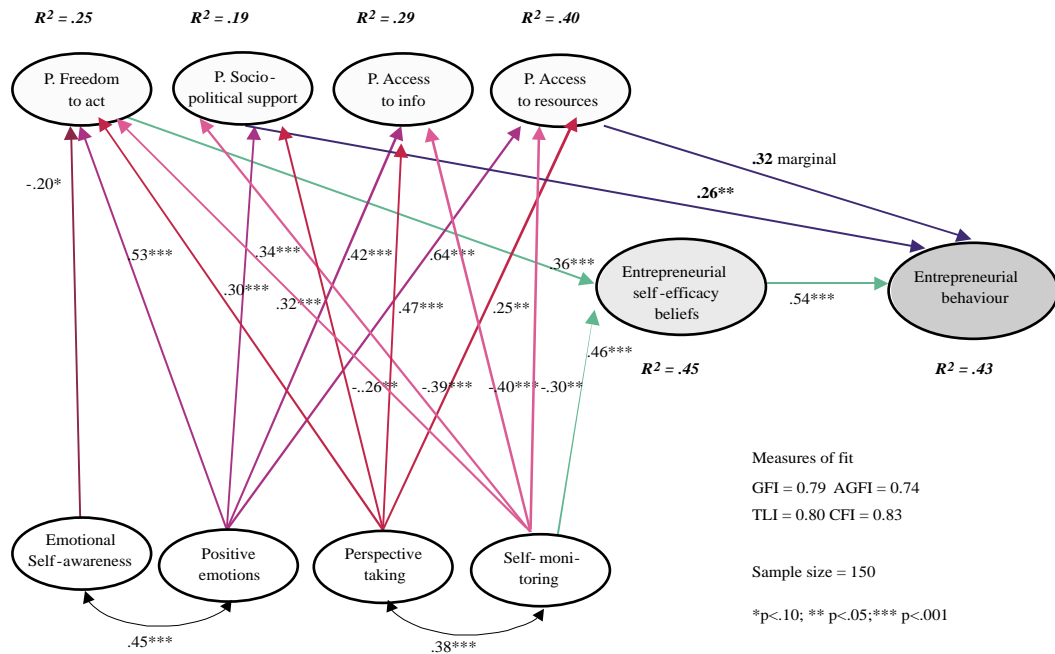 R² = .25
R² = .19
R² = .29
R² = .40
P. Freedom
to act
P. Socio-
political support
P. Access
to info
P. Access
to resources
.32 marginal
-.20*
.26**
.53***
.34***
.42***
.64***
.36***
.30***
.32***
.47***
.25**
Entrepreneurial
self-efficacy
beliefs
.54***
Entrepreneurial
behaviour
.46***
R² = .45
R² = .43
-..26**
-.39***
-.40***
-.30**
Measures of fit
GFI = 0.79 AGFI = 0.74
TLI = 0.80 CFI = 0.83
Emotional
Self-awareness
Positive
emotions
Perspective
taking
Self- moni-
toring
Sample size = 150
*p<.10; ** p<.05;*** p<.001
.45***
.38***